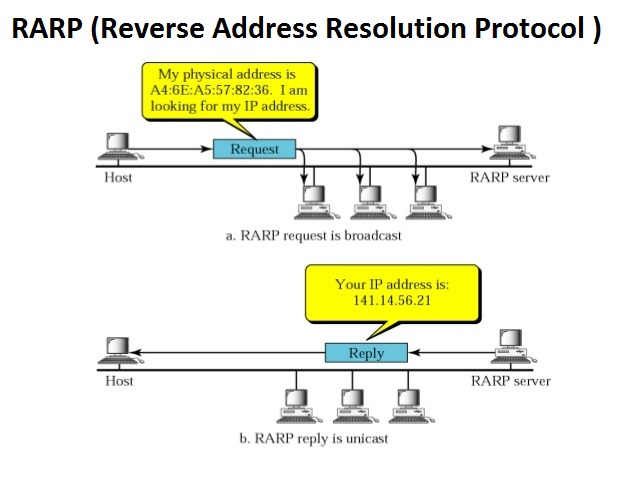 RARP (Reverse Address Resolution Protocol )
My physical address is
A4:6E:A5:57:82:36. I am
looking for my IP address.
Request
Host
RARP server
a. RARP request is broadcast
Your IP address is:
141.14.56.21
Reply
Host
RARP server
b. RARP reply is unicast